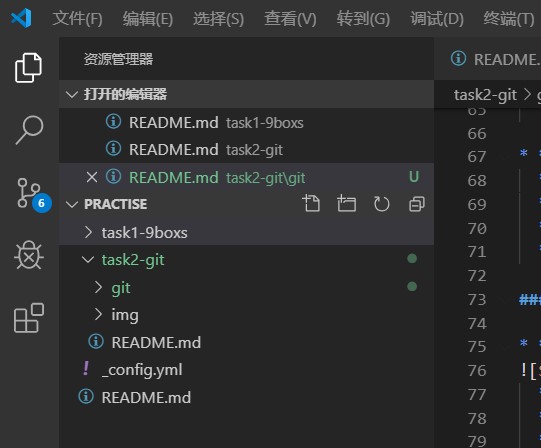 文件(F) 编辑(E) 选择(S) 查看(V) 转到(G) 调试(D) 终端(T)
资源管理器
README.
打开的编辑器
task2-git
README.md task1-9boxs
README.md task2-git
README.md task2-git\git U
PRACTISE
6
task1-9boxs
task2-git
git
img
README.md
_config.yml
README.md
65
66
67 *
68
69
70
71
72
73 ###
74
75 *
76 ![
77
78
79